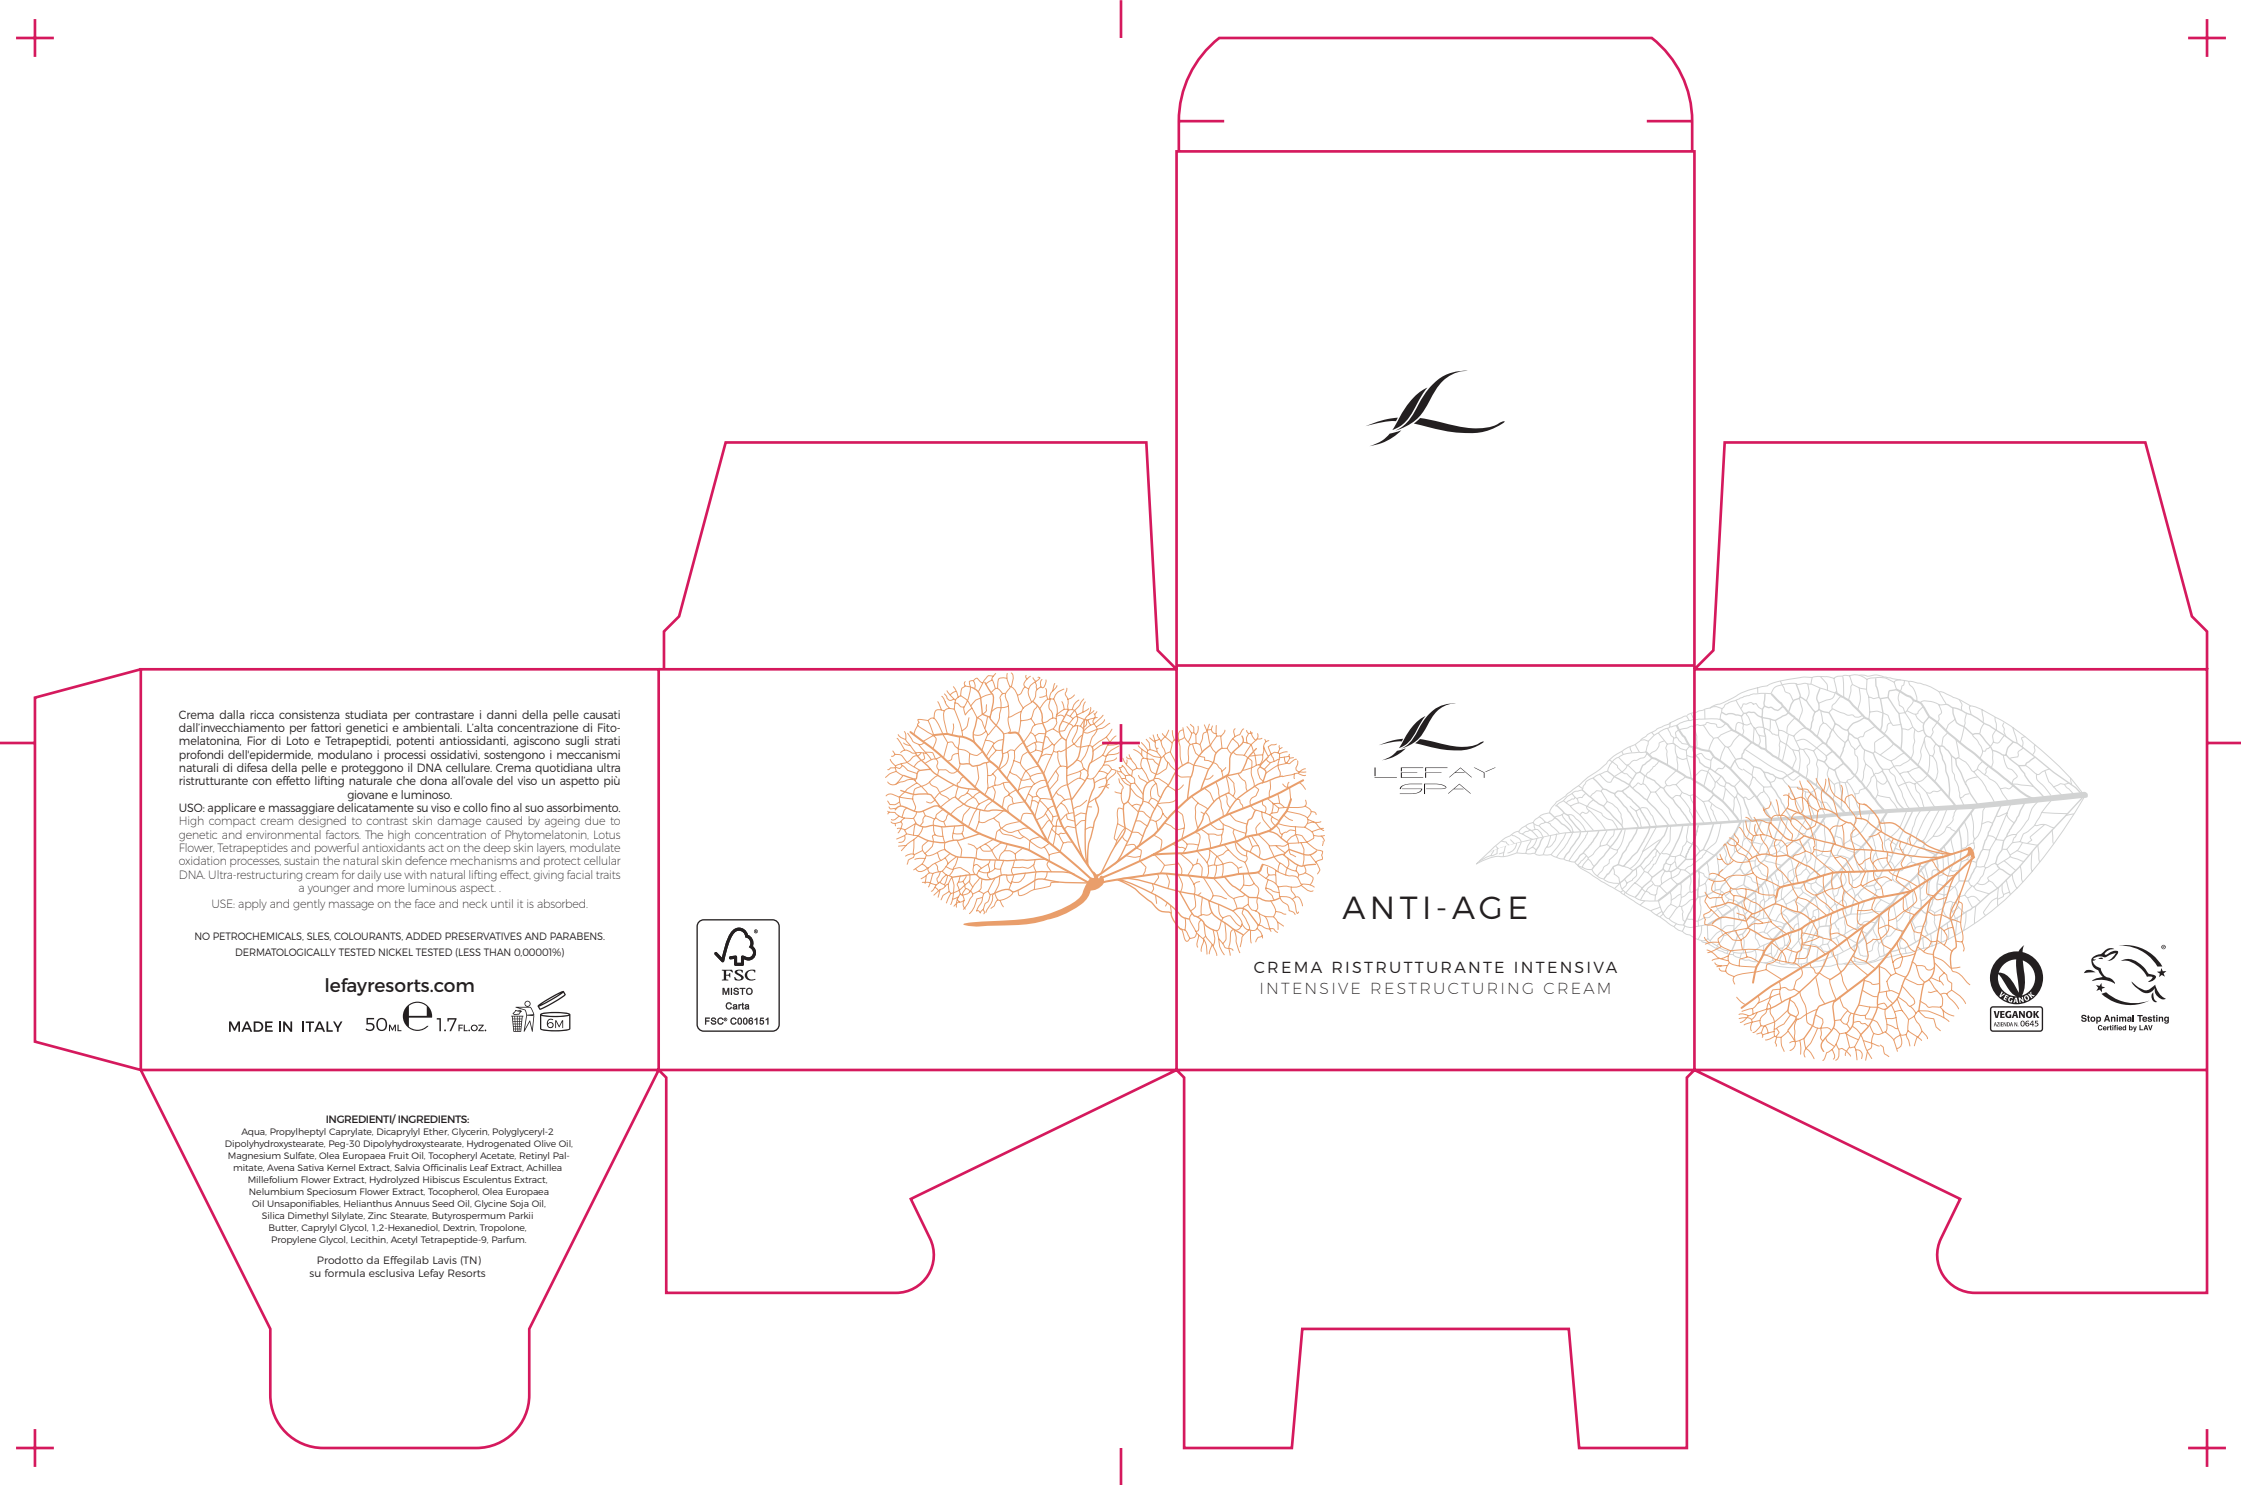 Crema dalla ricca consistenza studiata per contrastare i danni della pelle causati
dall'invecchiamento per fattori genetici e ambientali. L'alta concentrazione di Fito-
melatonina, Fior di Loto e Tetrapeptidi, potenti antiossidanti, agiscono sugli strati
profondi dell'epidermide, modulano i processi ossidativi, sostengono i meccanismi
naturali di difesa della pelle e proteggono il DNA cellulare. Crema quotidiana ultra
ristrutturante con effetto lifting naturale che dona all'ovale del viso un aspetto più
giovane e luminoso.
USO: applicare e massaggiare delicatamente su viso e collo fino al suo assorbimento.
High compact cream designed to contrast skin damage caused by ageing due to
genetic and environmental factors. The high concentration of Phytomelatonin, Lotus
Flower, Tetrapeptides and powerful antioxidants act on the deep skin layers, modulate
oxidation processes, sustain the natural skin defence mechanisms and protect cellular
DNA. Ultra-restructuring cream for daily use with natural lifting effect, giving facial traits
a younger and more luminous aspect. .
USE: apply and gently massage on the face and neck until it is absorbed.
NO PETROCHEMICALS, SLES, COLOURANTS, ADDED PRESERVATIVES AND PARABENS.
DERMATOLOGICALLY TESTED NICKEL TESTED (LESS THAN 0,00001%)
lefayresorts.com
MADE IN ITALY 50ML e 1.7FL.OZ. 6M
INGREDIENTI/ INGREDIENTS:
Aqua, Propylheptyl Caprylate, Dicaprylyl Ether, Glycerin, Polyglyceryl-2
Dipolyhydroxystearate, Peg-30 Dipolyhydroxystearate, Hydrogenated Olive Oil,
Magnesium Sulfate, Olea Europaea Fruit Oil, Tocopheryl Acetate, Retinyl Pal-
mitate, Avena Sativa Kernel Extract, Salvia Officinalis Leaf Extract, Achillea
Millefolium Flower Extract, Hydrolyzed Hibiscus Esculentus Extract,
Nelumbium Speciosum Flower Extract, Tocopherol, Olea Europaea
Oil Unsaponifiables, Helianthus Annuus Seed Oil, Glycine Soja Oil,
Silica Dimethyl Silylate, Zinc Stearate, Butyrospermum Parkii
Butter, Caprylyl Glycol, 1,2-Hexanediol, Dextrin, Tropolone,
Propylene Glycol, Lecithin, Acetyl Tetrapeptide-9, Parfum.
Prodotto da Effegilab Lavis (TN)
su formula esclusiva Lefay Resorts
®
FSC
MISTO
Carta
FSC® C006151
LEFAY
SPA
ANTI-AGE
CREMA RISTRUTTURANTE INTENSIVA
INTENSIVE RESTRUCTURING CREAM
VEGANOK
VEGANOK
AZIENDA N. 0645
®
Stop Animal Testing
Certified by LAV